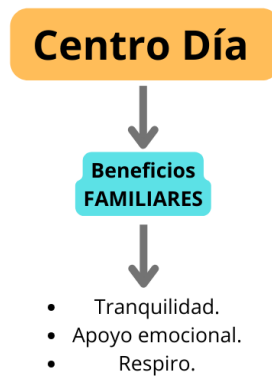 Centro Día
Beneficios
FAMILIARES
• Tranquilidad.
• Apoyo emocional.
• Respiro.